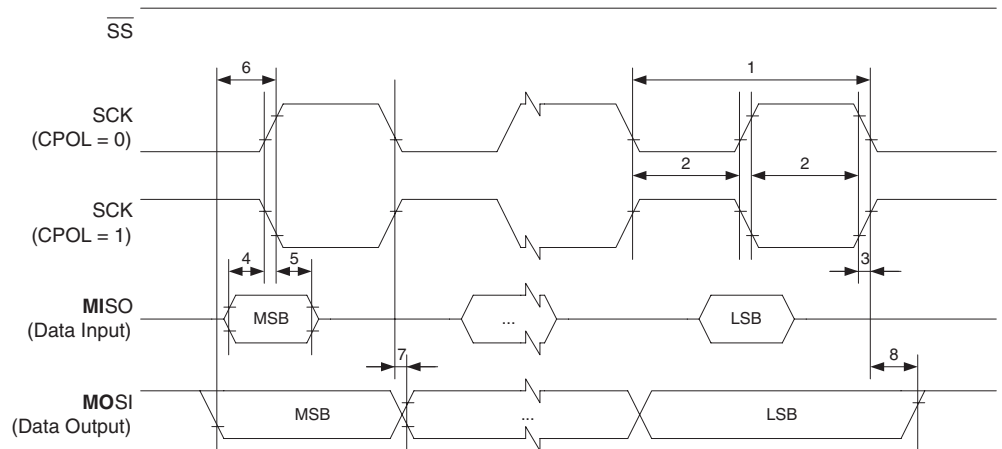 SS
6
1
SCK
(CPOL = 0)
2
2
SCK
(CPOL = 1)
4
5
3
MISO
(Data Input)
MSB
...
LSB
7
8
MOSI
(Data Output)
MSB
...
LSB